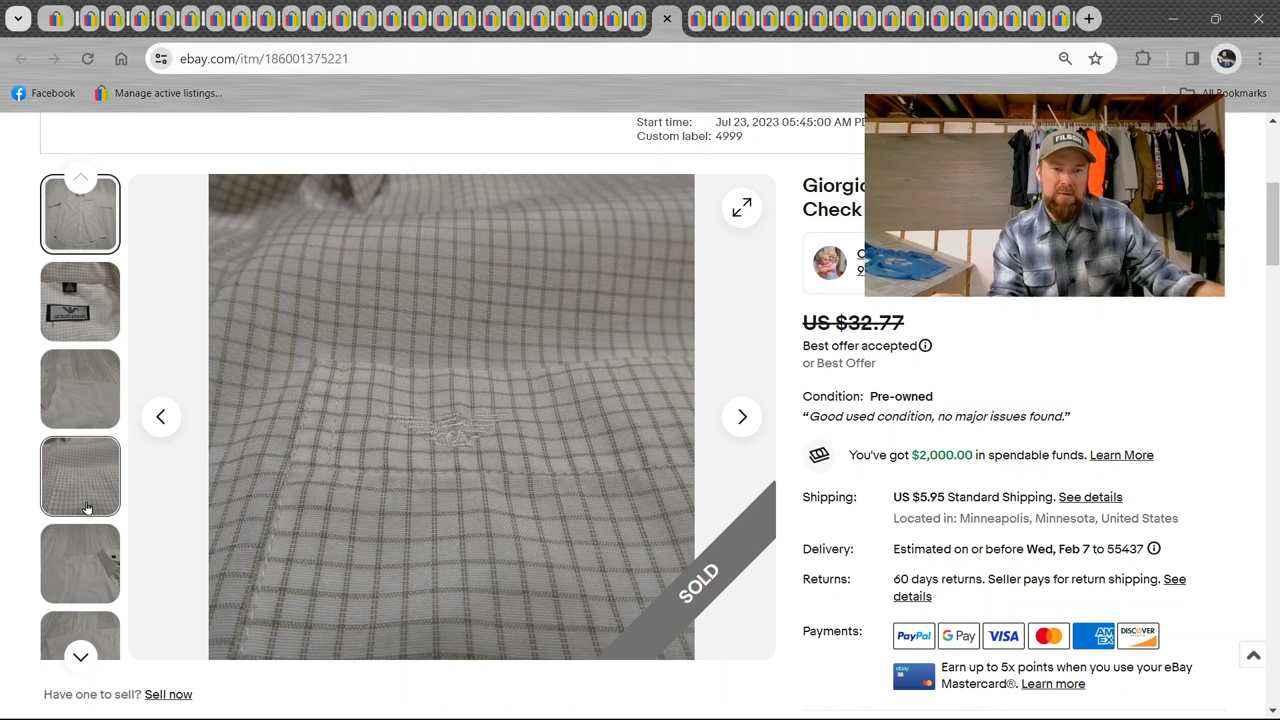 ebay.com/itm/186001375221
Facebook
Manage active listings...
All Bookmarks
Start time: Jul 23, 2023 05:45:00 AM
Custom label: 4999
Giorgio
Check
FILSON
US $32.77
Best offer accepted
or Best Offer
Condition: Pre-owned
“Good used condition, no major issues found.”
You've got $2,000.00 in spendable funds. Learn More
Shipping: US $5.95 Standard Shipping. See details
Located in: Minneapolis, Minnesota, United States
Delivery: Estimated on or before Wed, Feb 7 to 55437
Returns: 60 days returns. Seller pays for return shipping. See
details
SOLD
Payments: PayPal G Pay VISA AM EX DISCOVER
Earn up to 5x points when you use your eBay
Mastercard®. Learn more
Have one to sell? Sell now